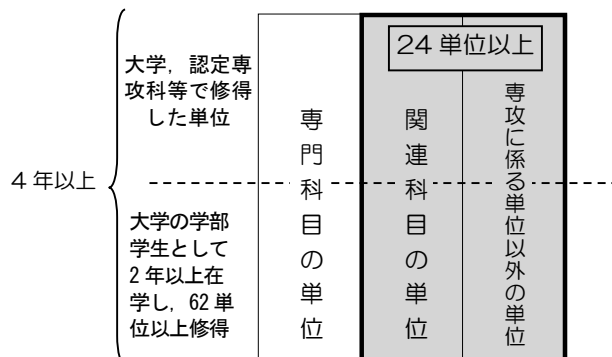 4年以上
大学，認定専
攻科等で修得
した単位
大学の学部
学生として
2年以上在
学し，62単
位以上修得
専門科目の単位
24単位以上
関連科目の単位
専攻に係る単位以外の単位